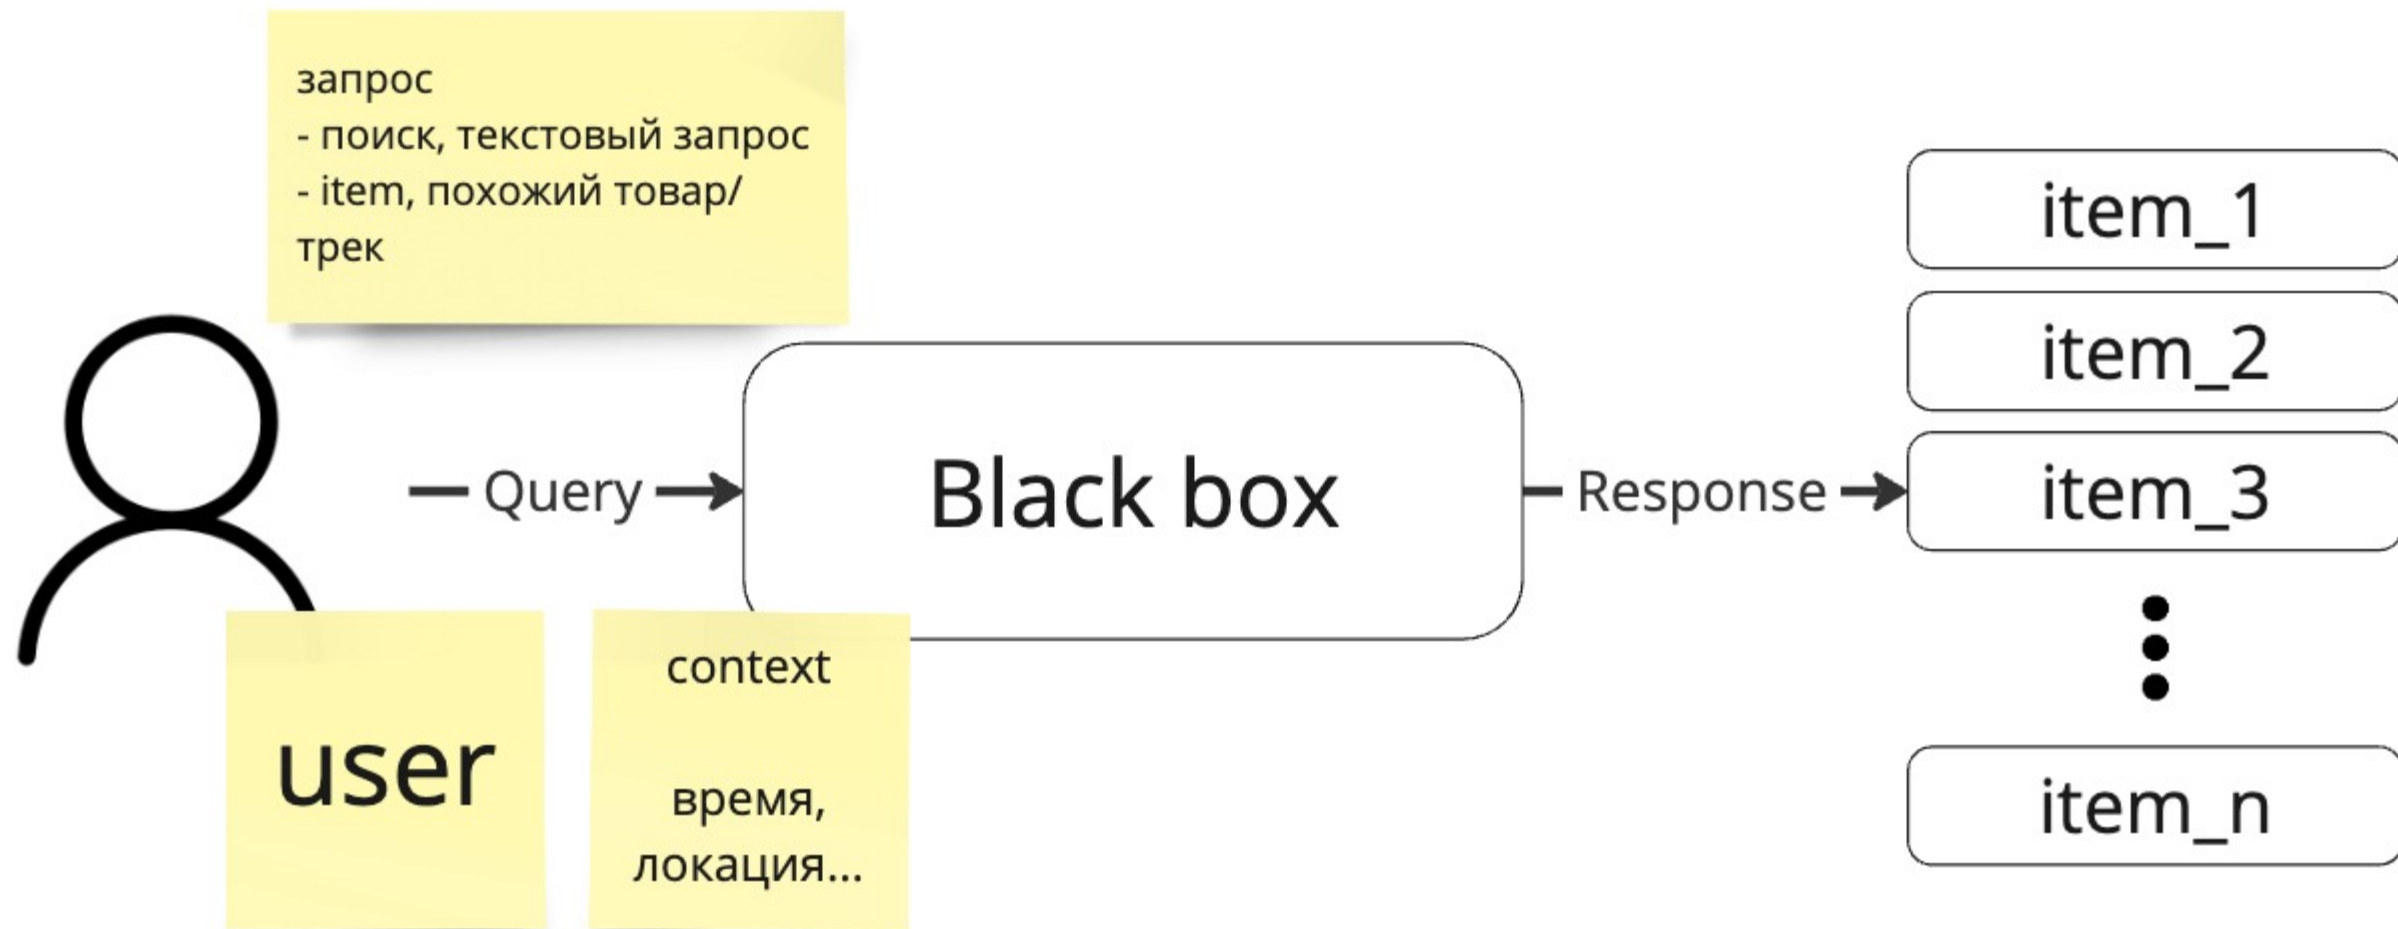 запрос
- поиск, текстовый запрос
- item, похожий товар/
трек
Query
Black box
Response
item_1
item_2
item_3
item_n
user
context
время,
локация...